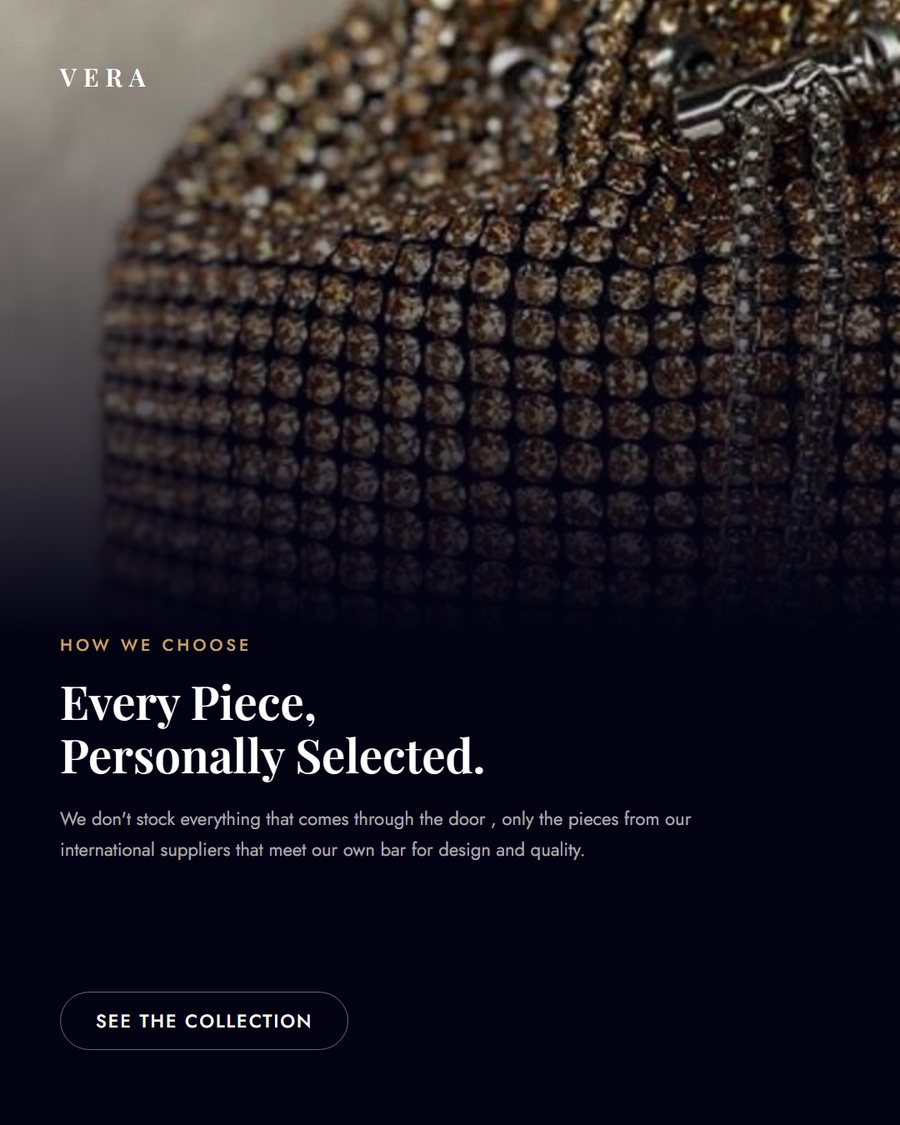 VERA
HOW WE CHOOSE
Every Piece,
Personally Selected.
We don't stock everything that comes through the door , only the pieces from our
international suppliers that meet our own bar for design and quality.
SEE THE COLLECTION